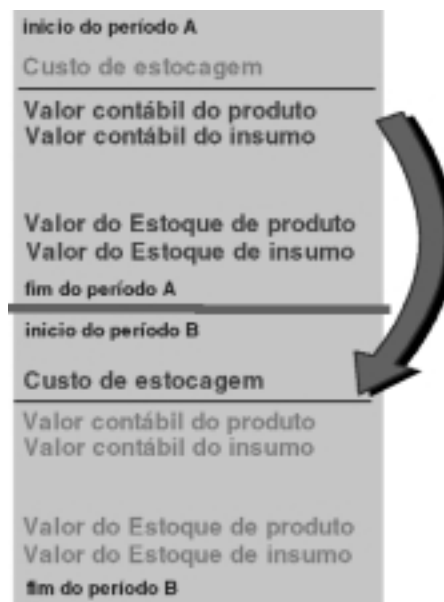 inicio do período A
Custo de estocagem
Valor contábil do produto
Valor contábil do insumo
Valor do Estoque de produto
Valor do Estoque de insumo
fim do período A
inicio do período B
Custo de estocagem
Valor contábil do produto
Valor contábil do insumo
Valor do Estoque de produto
Valor do Estoque de insumo
fim do período B